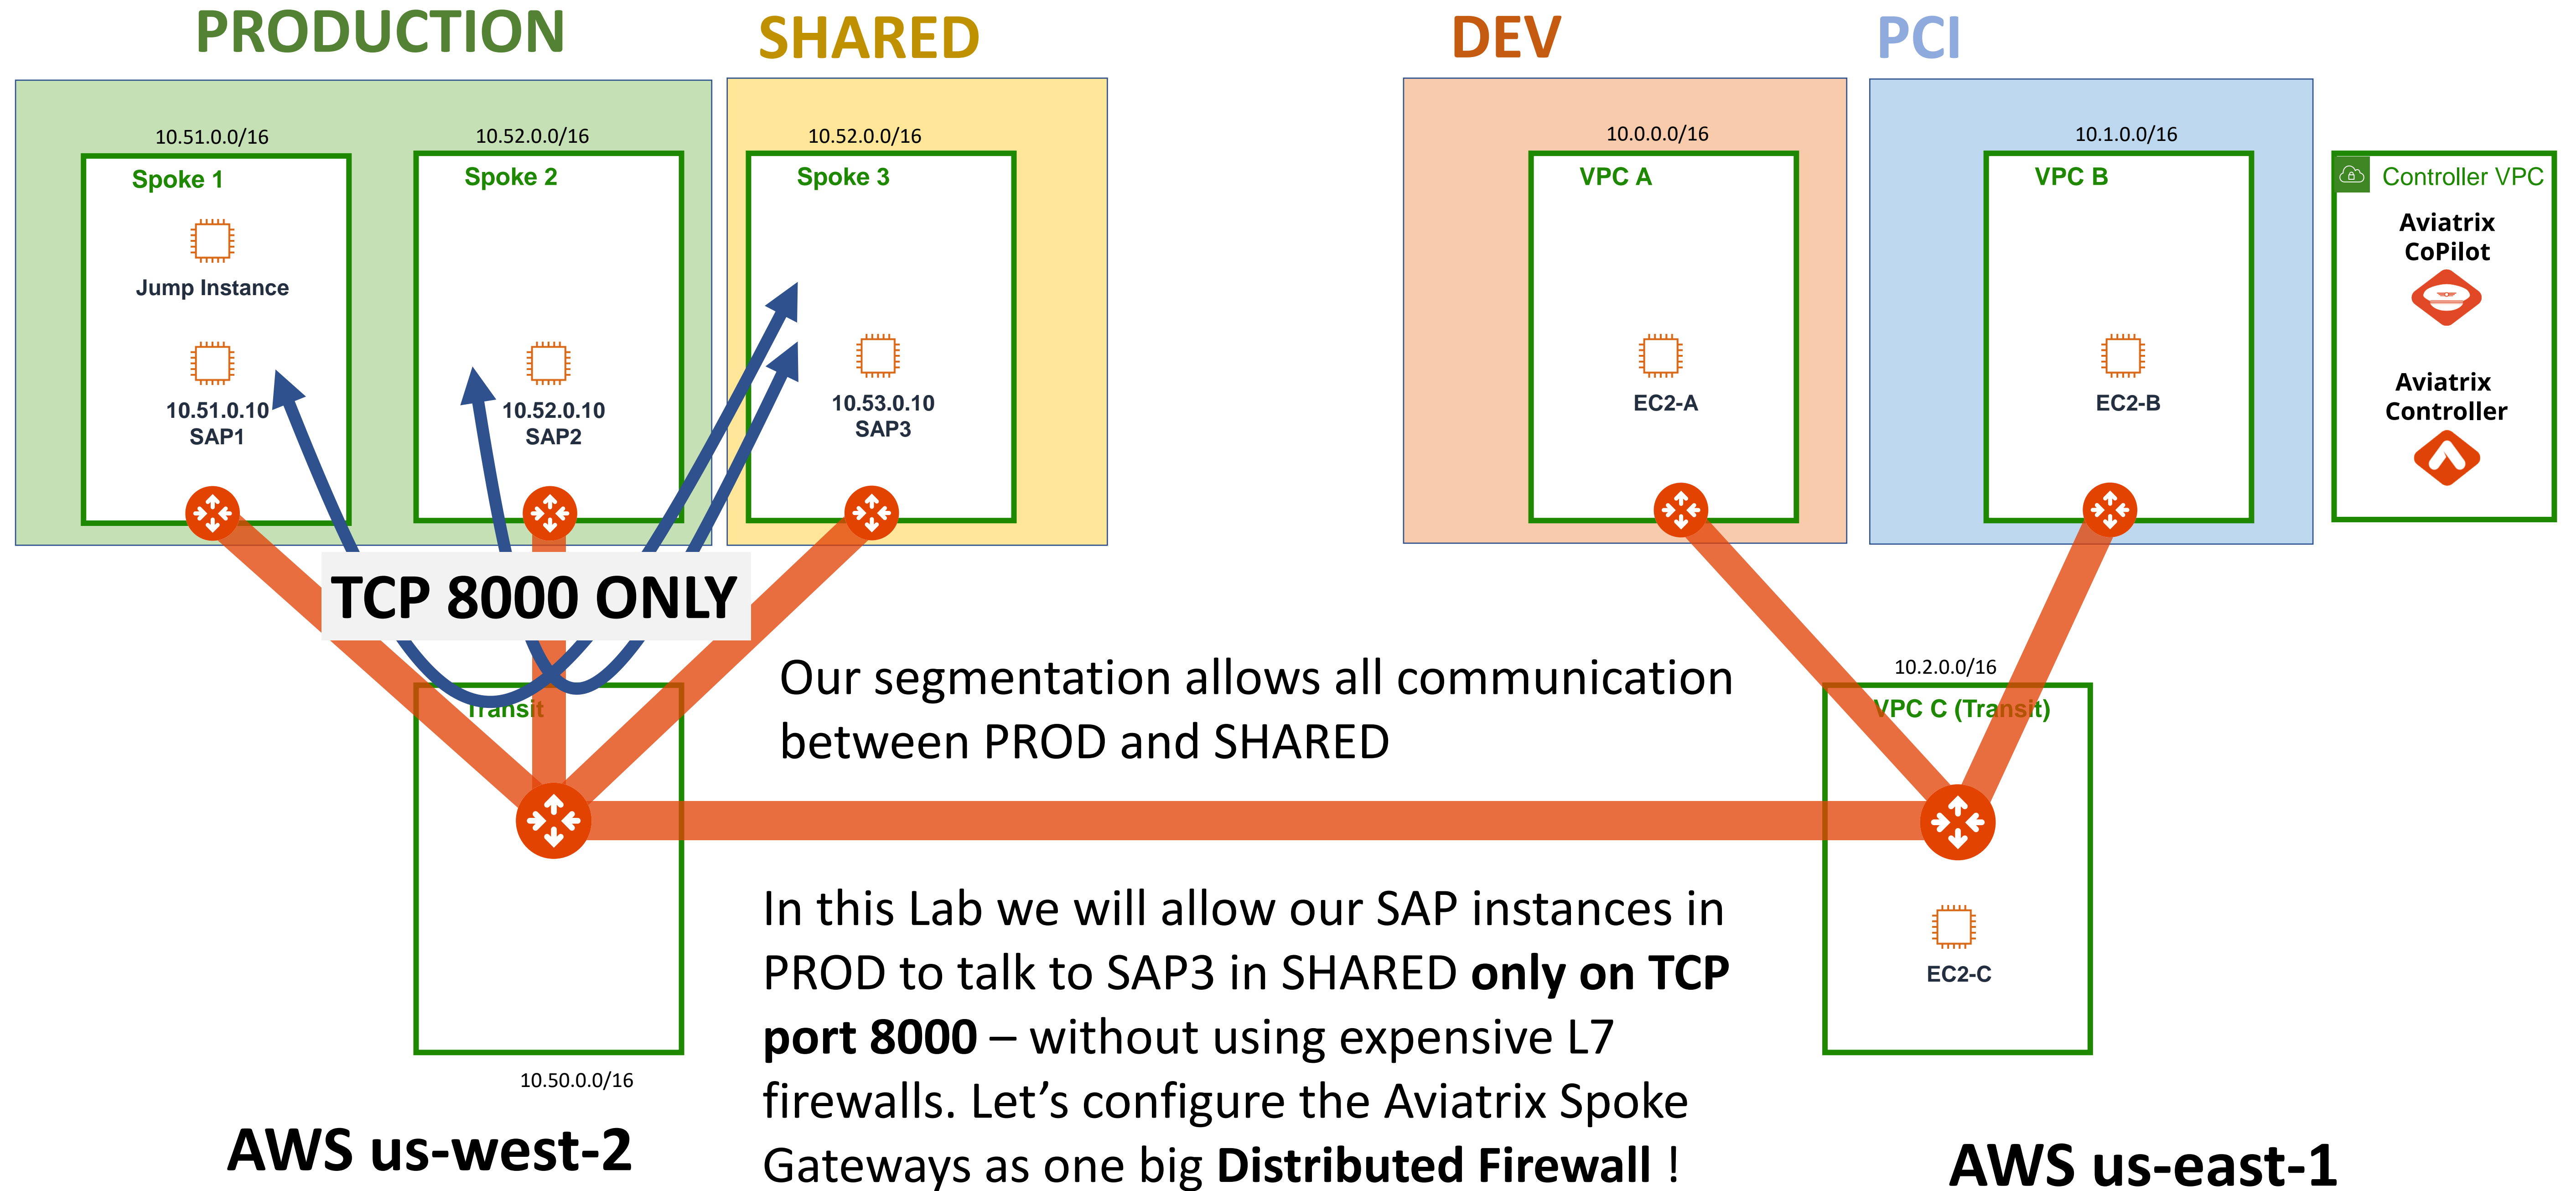 PRODUCTION
SHARED
DEV
PCI
10.51.0.0/16
10.52.0.0/16
10.52.0.0/16
10.0.0.0/16
10.1.0.0/16
Spoke 1
Spoke 2
Spoke 3
VPC A
VPC B
Controller VPC
Jump Instance
Aviatrix
CoPilot
10.51.0.10
SAP1
10.52.0.10
SAP2
10.53.0.10
SAP3
EC2-A
EC2-B
Aviatrix
Controller
TCP 8000 ONLY
Transit
10.2.0.0/16
VPC C (Transit)
Our segmentation allows all communication
between PROD and SHARED
In this Lab we will allow our SAP instances in
PROD to talk to SAP3 in SHARED only on TCP
port 8000 – without using expensive L7
firewalls. Let’s configure the Aviatrix Spoke
Gateways as one big Distributed Firewall !
EC2-C
10.50.0.0/16
AWS us-west-2
AWS us-east-1